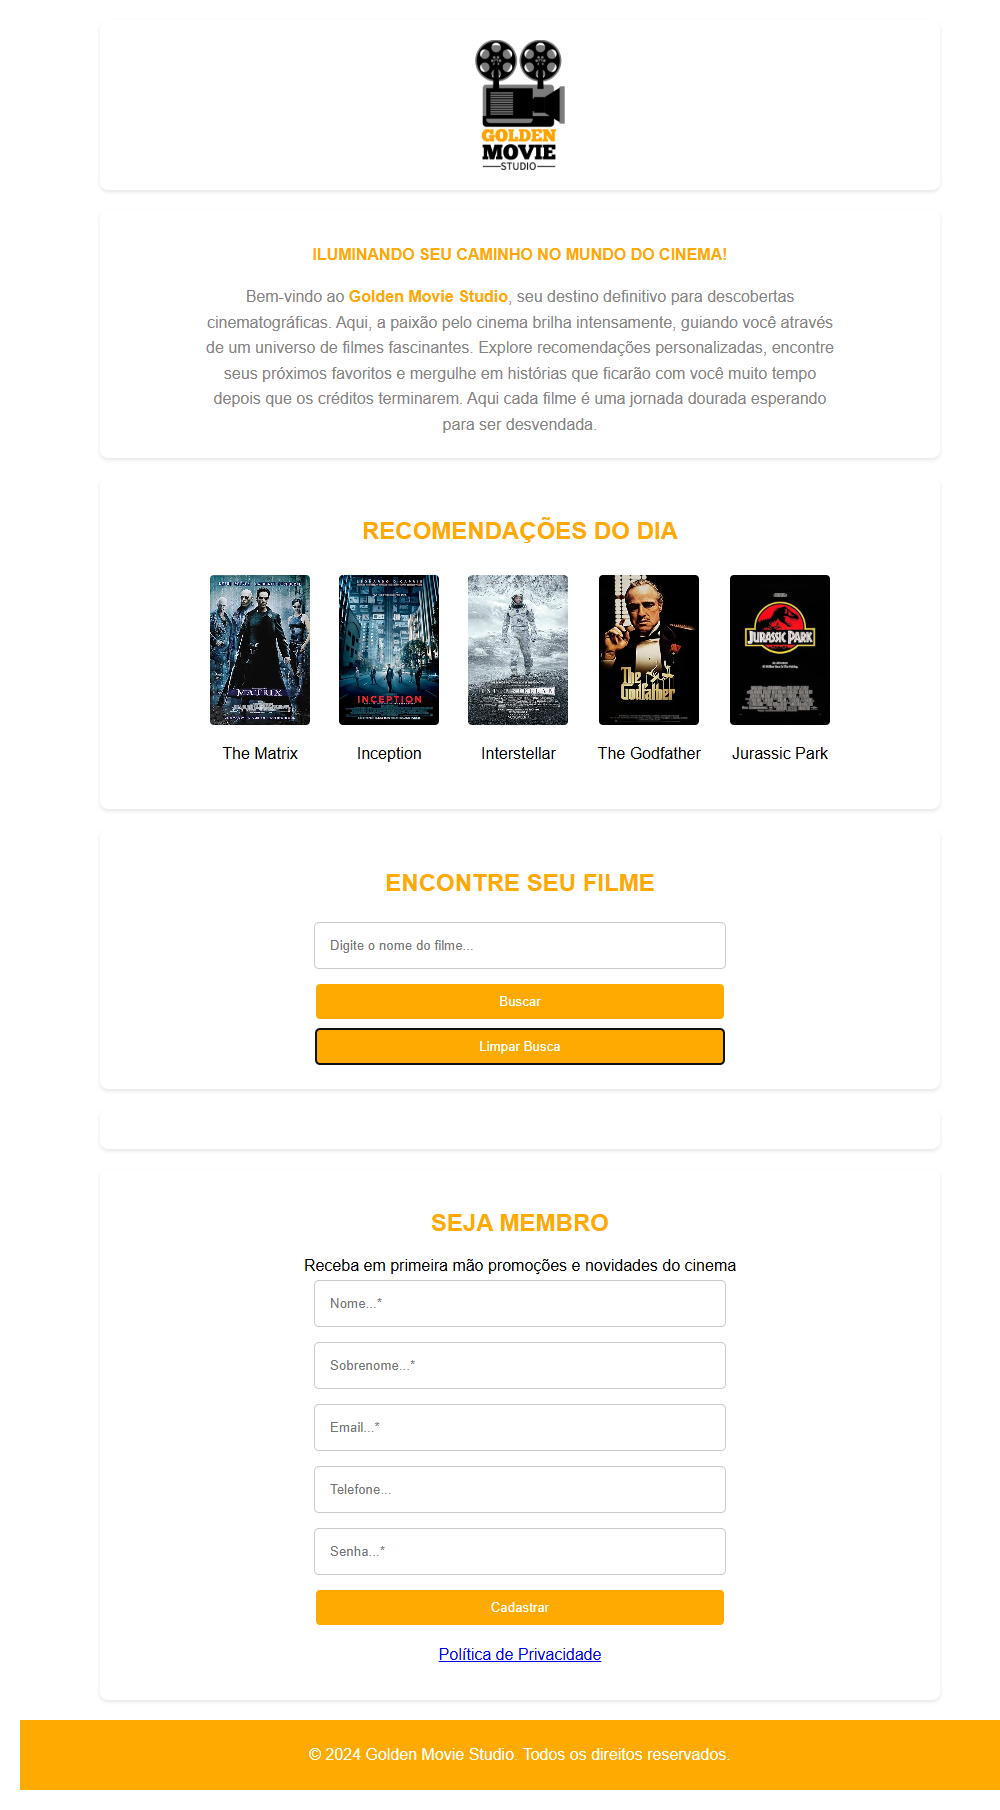 GOLDEN
MOVIE
STUDIO
ILUMINANDO SEU CAMINHO NO MUNDO DO CINEMA!
Bem-vindo ao Golden Movie Studio, seu destino definitivo para descobertas
cinematográficas. Aqui, a paixão pelo cinema brilha intensamente, guiando você através
de um universo de filmes fascinantes. Explore recomendações personalizadas, encontre
seus próximos favoritos e mergulhe em histórias que ficarão com você muito tempo
depois que os créditos terminarem. Aqui cada filme é uma jornada dourada esperando
para ser desvendada.
RECOMENDAÇÕES DO DIA
MATRIX
INCEPTION
INTERSTELLAR
The
Godfather
JURASSIC PARK
The Matrix
Inception
Interstellar
The Godfather
Jurassic Park
ENCONTRE SEU FILME
Digite o nome do filme...
Buscar
Limpar Busca
SEJA MEMBRO
Receba em primeira mão promoções e novidades do cinema
Nome...*
Sobrenome...*
Email...*
Telefone...
Senha...*
Cadastrar
Política de Privacidade
© 2024 Golden Movie Studio. Todos os direitos reservados.